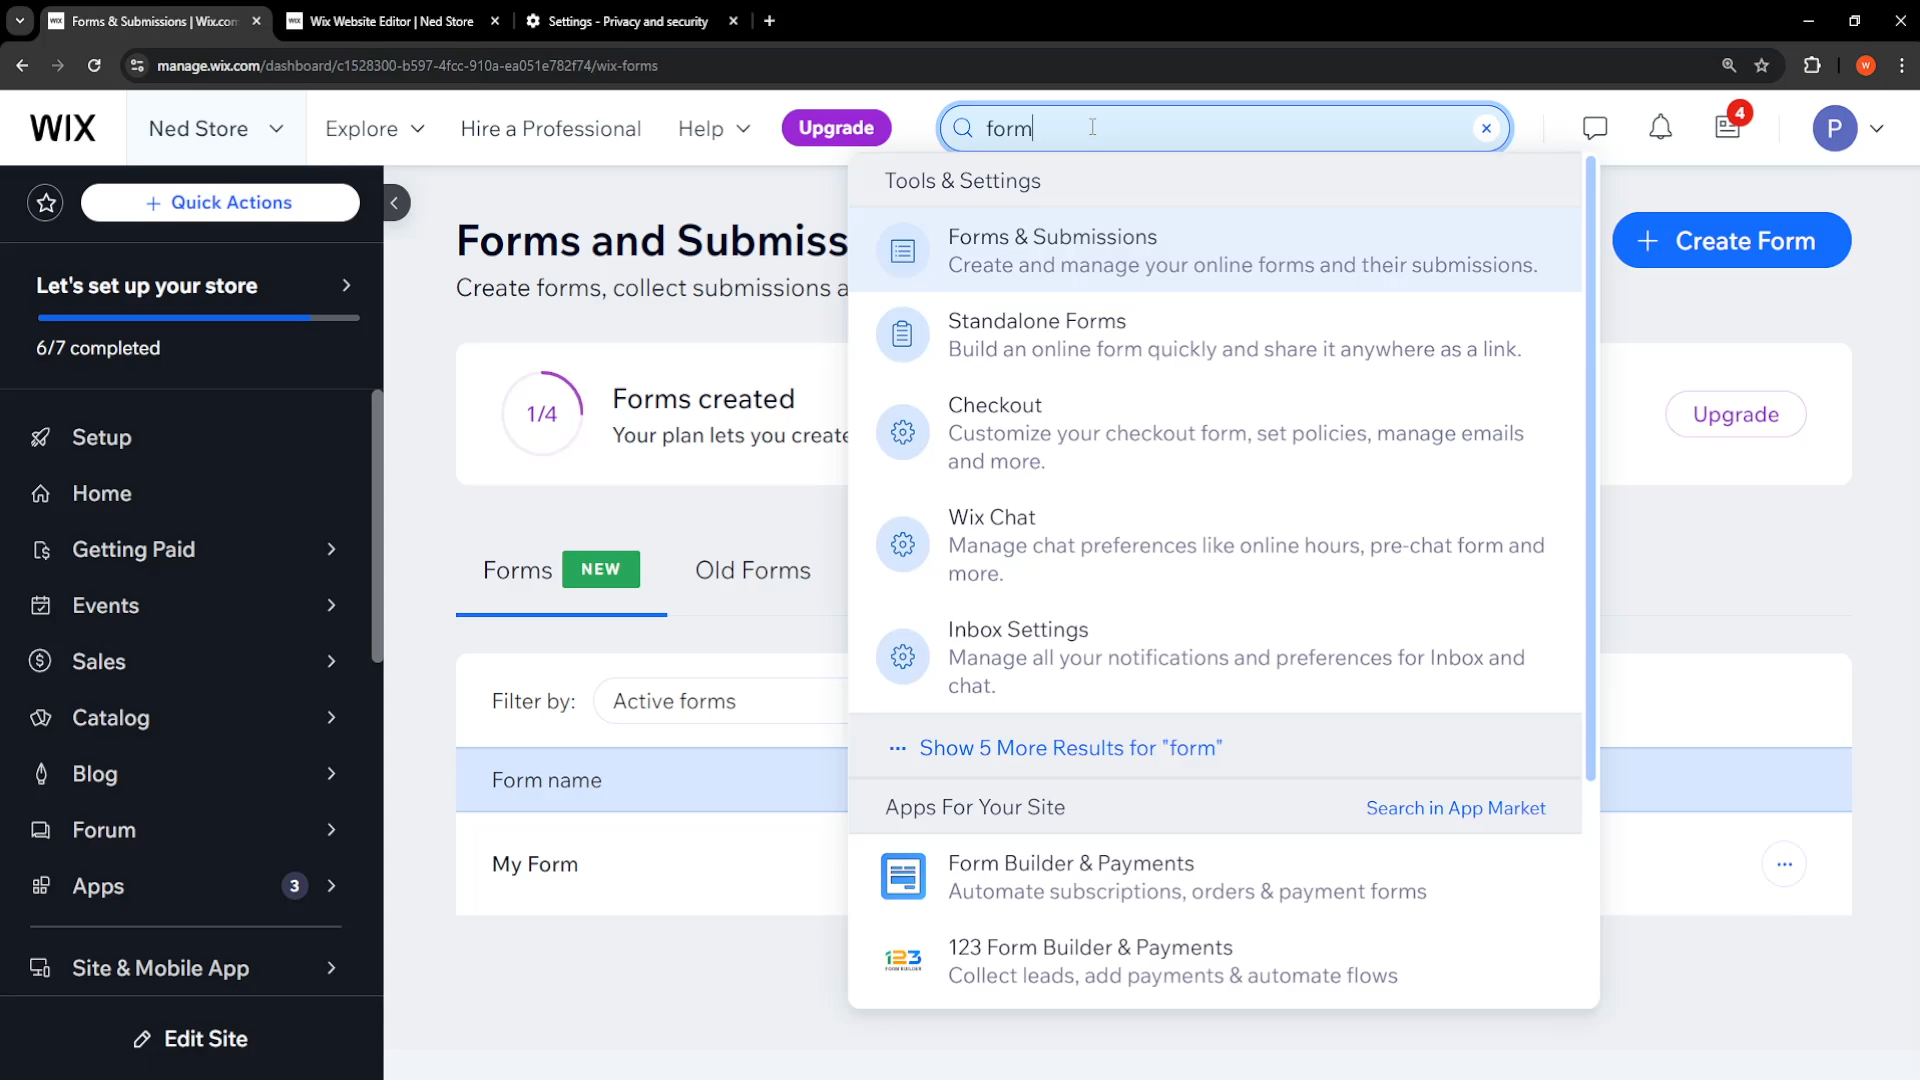 Forms & Submissions | Wix.com
Wix Website Editor | Ned Store
Settings - Privacy and security
manage.wix.com/dashboard/c1528300-b597-4fcc-910a-ea051e782f74/wix-forms
W
WIX
Ned Store
Explore
Hire a Professional
Help
Upgrade
form
4
P
Quick Actions
Let's set up your store
6/7 completed
Setup
Home
Getting Paid
Events
Sales
Catalog
Blog
Forum
Apps
3
Site & Mobile App
Edit Site
Forms and Submiss
Create forms, collect submissions a
+ Create Form
1/4
Forms created
Your plan lets you create
Upgrade
Forms
NEW
Old Forms
Filter by:
Active forms
Form name
My Form
Tools & Settings
Forms & Submissions
Create and manage your online forms and their submissions.
Standalone Forms
Build an online form quickly and share it anywhere as a link.
Checkout
Customize your checkout form, set policies, manage emails
and more.
Wix Chat
Manage chat preferences like online hours, pre-chat form and
more.
Inbox Settings
Manage all your notifications and preferences for Inbox and
chat.
Show 5 More Results for "form"
Apps For Your Site
Search in App Market
Form Builder & Payments
Automate subscriptions, orders & payment forms
123
FORM BUILDER
123 Form Builder & Payments
Collect leads, add payments & automate flows